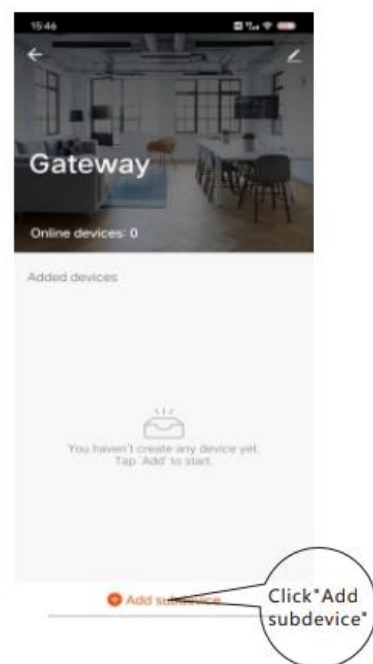 15:46
Gateway
Online devices: 0
Added devices
You haven't create any device yet.
Tap 'Add' to start.
Add subdevice
Click"Add
subdevice"